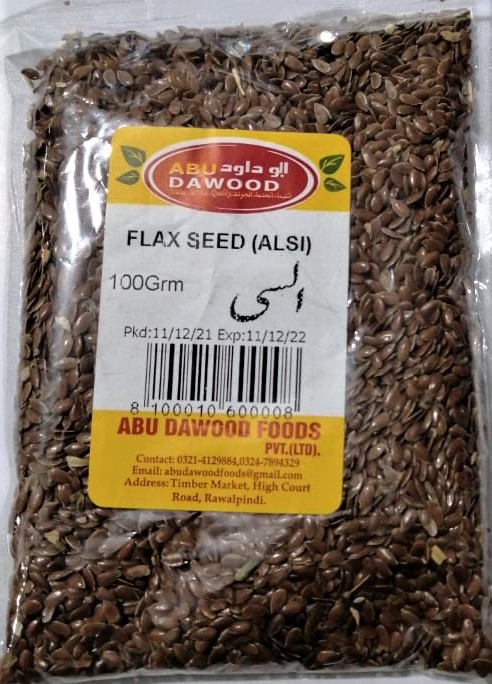 ABU ابو داود
DAWOOD
FLAX SEED (ALSI)
100Grm
السی
Pkd:11/12/21 Exp:11/12/22
8 100010 600008
ABU DAWOOD FOODS
PVT.(LTD).
Contact: 0321-4129884,0324-7894329
Email: abudawoodfoods@gmail.com
Address: Timber Market, High Court
Road, Rawalpindi.